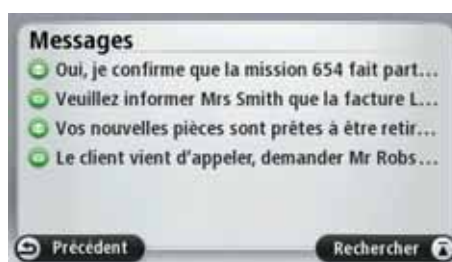 Messages
Oui, je confirme que la mission 654 fait part...
Veuillez informer Mrs Smith que la facture L...
Vos nouvelles pièces sont prêtes à être retir...
Le client vient d'appeler, demander Mr Robs...
Précédent Rechercher